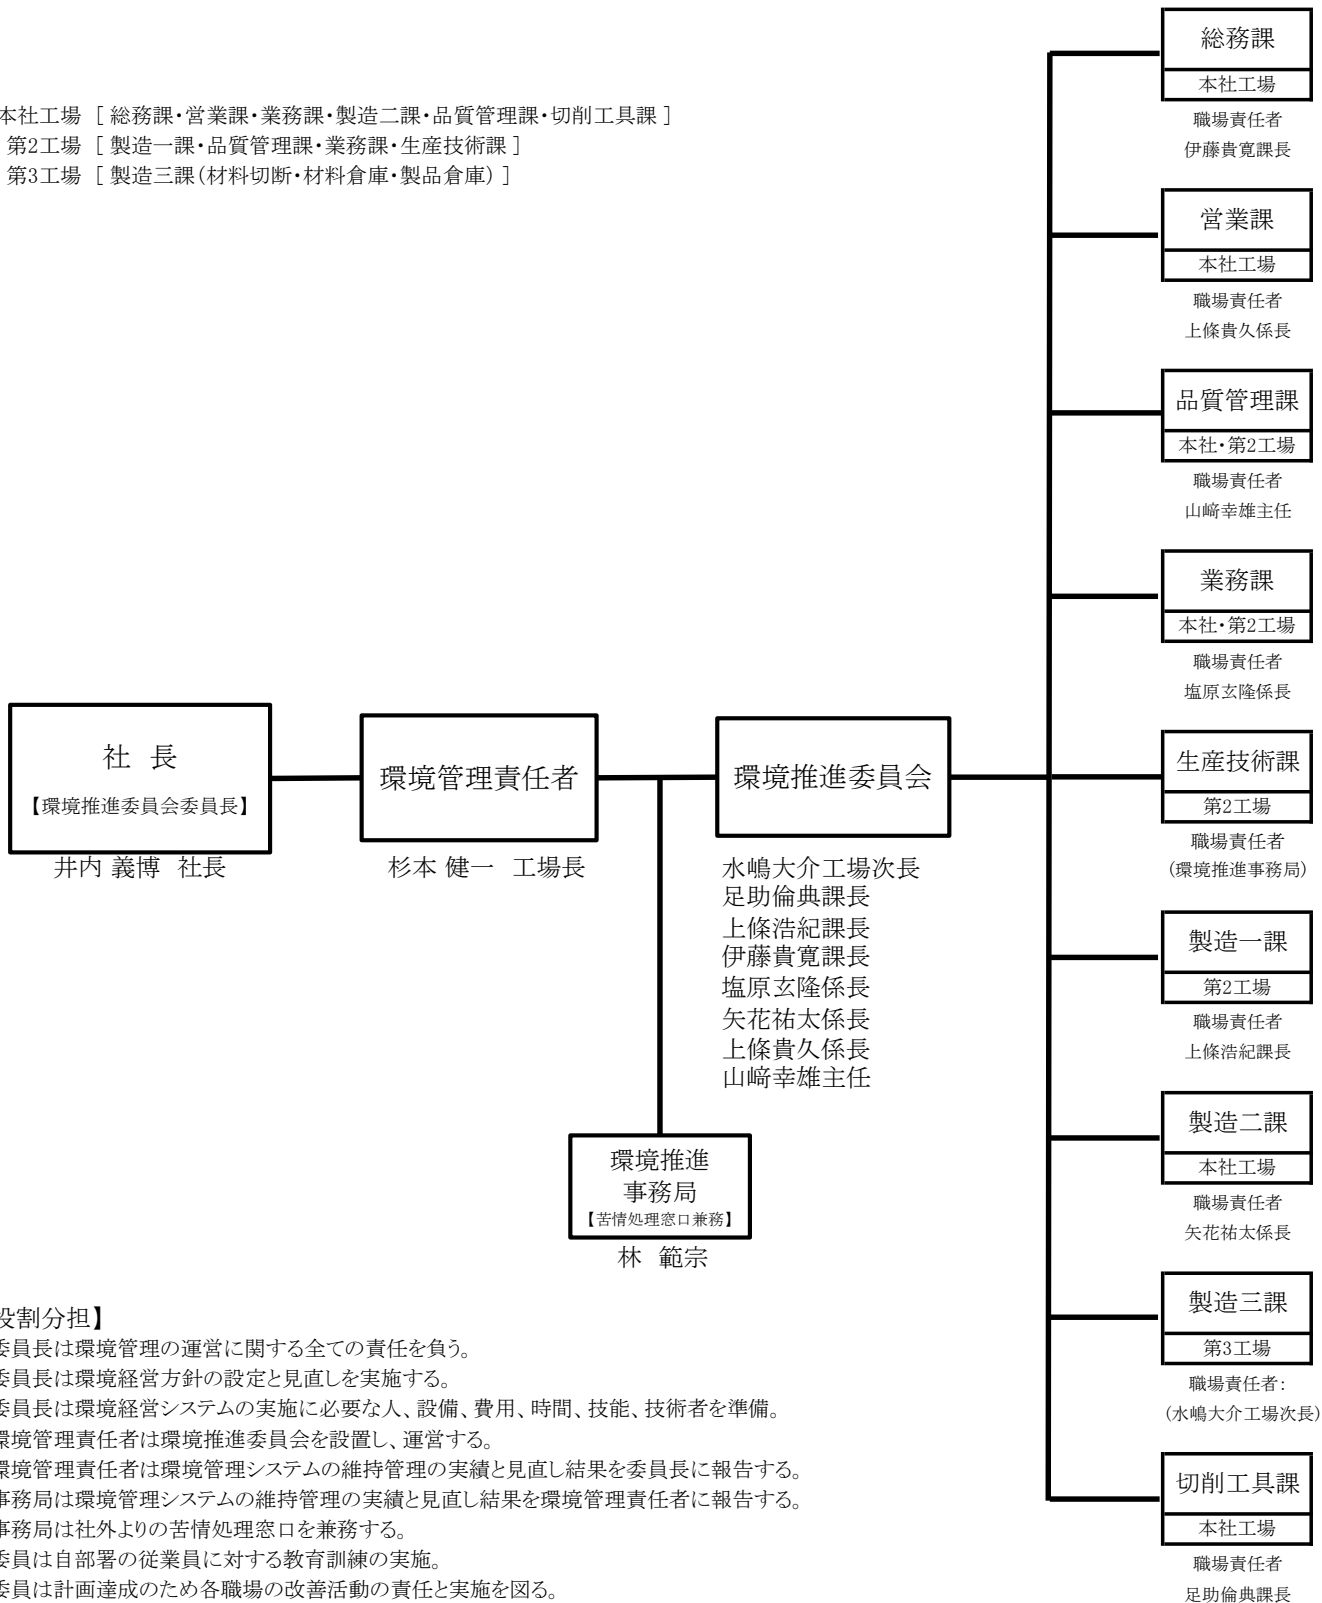 本社工場 [ 総務課・営業課・業務課・製造二課・品質管理課・切削工具課 ]
第2工場 [ 製造一課・品質管理課・業務課・生産技術課 ]
第3工場 [ 製造三課(材料切断・材料倉庫・製品倉庫) ]
社 長
【環境推進委員会委員長】
井内 義博 社長
環境管理責任者
杉本 健一 工場長
環境推進委員会
水嶋大介工場次長
足助倫典課長
上條浩紀課長
伊藤貴寛課長
塩原玄隆係長
矢花祐太係長
上條貴久係長
山﨑幸雄主任
環境推進
事務局
【苦情処理窓口兼務】
林 範宗
総務課
本社工場
職場責任者
伊藤貴寛課長
営業課
本社工場
職場責任者
上條貴久係長
品質管理課
本社・第2工場
職場責任者
山﨑幸雄主任
業務課
本社・第2工場
職場責任者
塩原玄隆係長
生産技術課
第2工場
職場責任者
(環境推進事務局)
製造一課
第2工場
職場責任者
上條浩紀課長
製造二課
本社工場
職場責任者
矢花祐太係長
製造三課
第3工場
職場責任者:
(水嶋大介工場次長)
切削工具課
本社工場
職場責任者
足助倫典課長
役割分担】
委員長は環境管理の運営に関する全ての責任を負う。
委員長は環境経営方針の設定と見直しを実施する。
委員長は環境経営システムの実施に必要な人、設備、費用、時間、技能、技術者を準備。
環境管理責任者は環境推進委員会を設置し、運営する。
環境管理責任者は環境管理システムの維持管理の実績と見直し結果を委員長に報告する。
事務局は環境管理システムの維持管理の実績と見直し結果を環境管理責任者に報告する。
事務局は社外よりの苦情処理窓口を兼務する。
委員は自部署の従業員に対する教育訓練の実施。
委員は計画達成のため各職場の改善活動の責任と実施を図る。